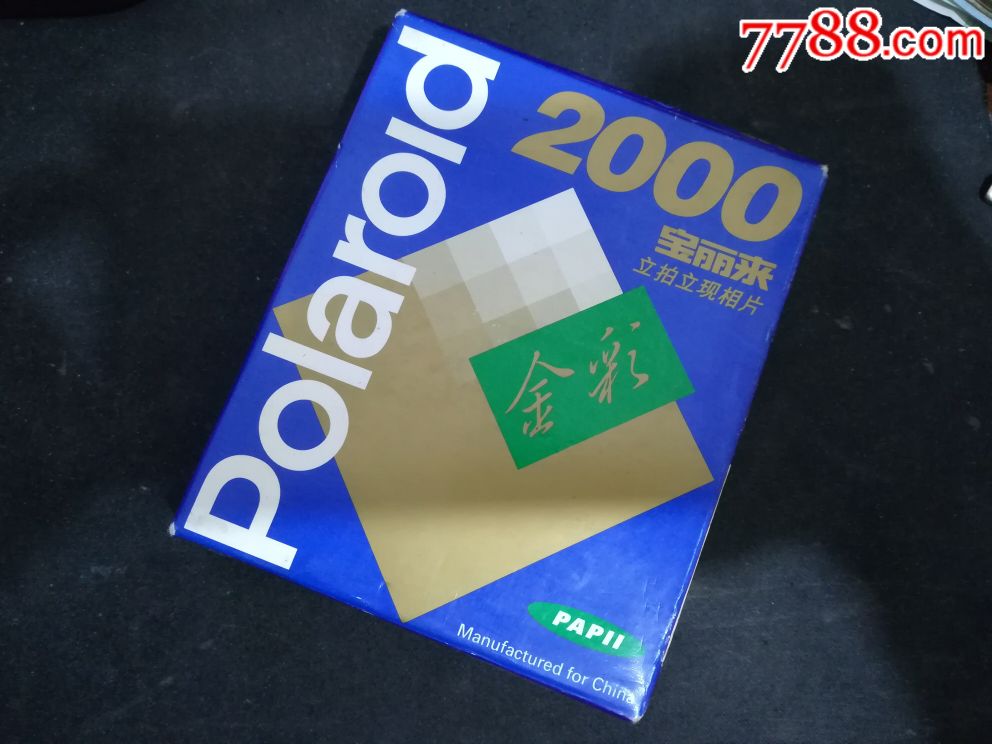 7788.com
Polaroid
2000
宝丽来
立拍立现相片
金彩
PAPII
Manufactured for China